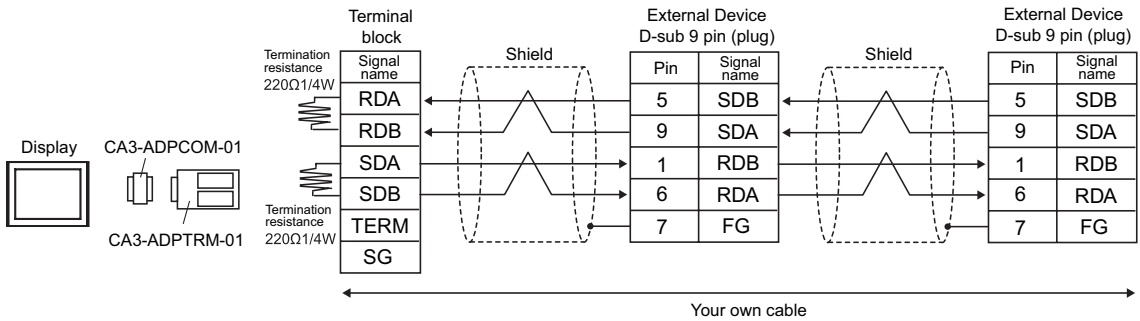 Terminal
block
External Device
D-sub 9 pin (plug)
External Device
D-sub 9 pin (plug)
Termination
resistance
220Ω1/4W
Signal
name
Shield
Pin
Signal
name
Shield
Pin
Signal
name
RDA
5
SDB
5
SDB
RDB
9
SDA
9
SDA
Display
CA3-ADPCOM-01
SDA
1
RDB
1
RDB
SDB
6
RDA
6
RDA
Termination
resistance
220Ω1/4W
CA3-ADPTRM-01
TERM
7
FG
7
FG
SG
Your own cable